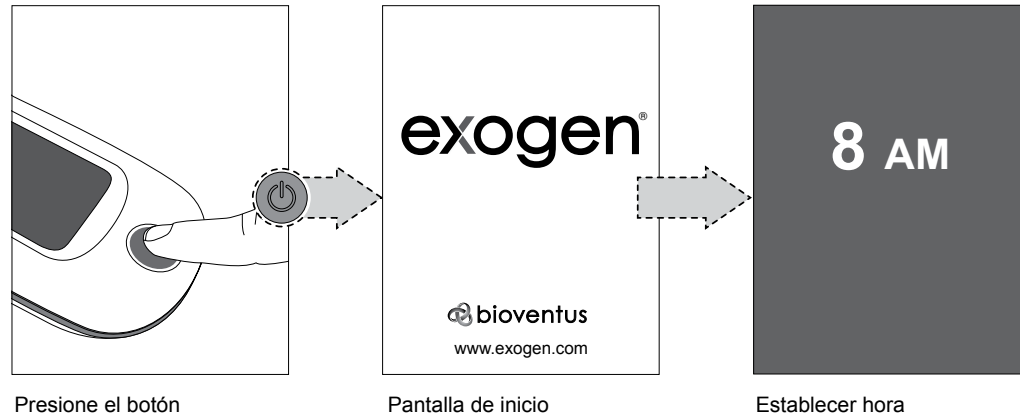 exogen®
bioventus
www.exogen.com
8 AM
Presione el botón
Pantalla de inicio
Establecer hora